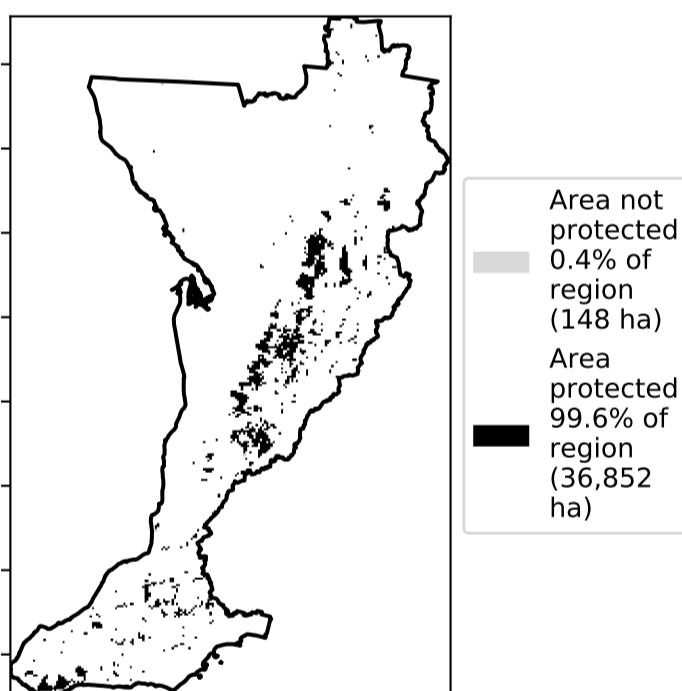 Area not
protected
0.4% of
region
(148 ha)
Area
protected
99.6% of
region
(36,852
ha)